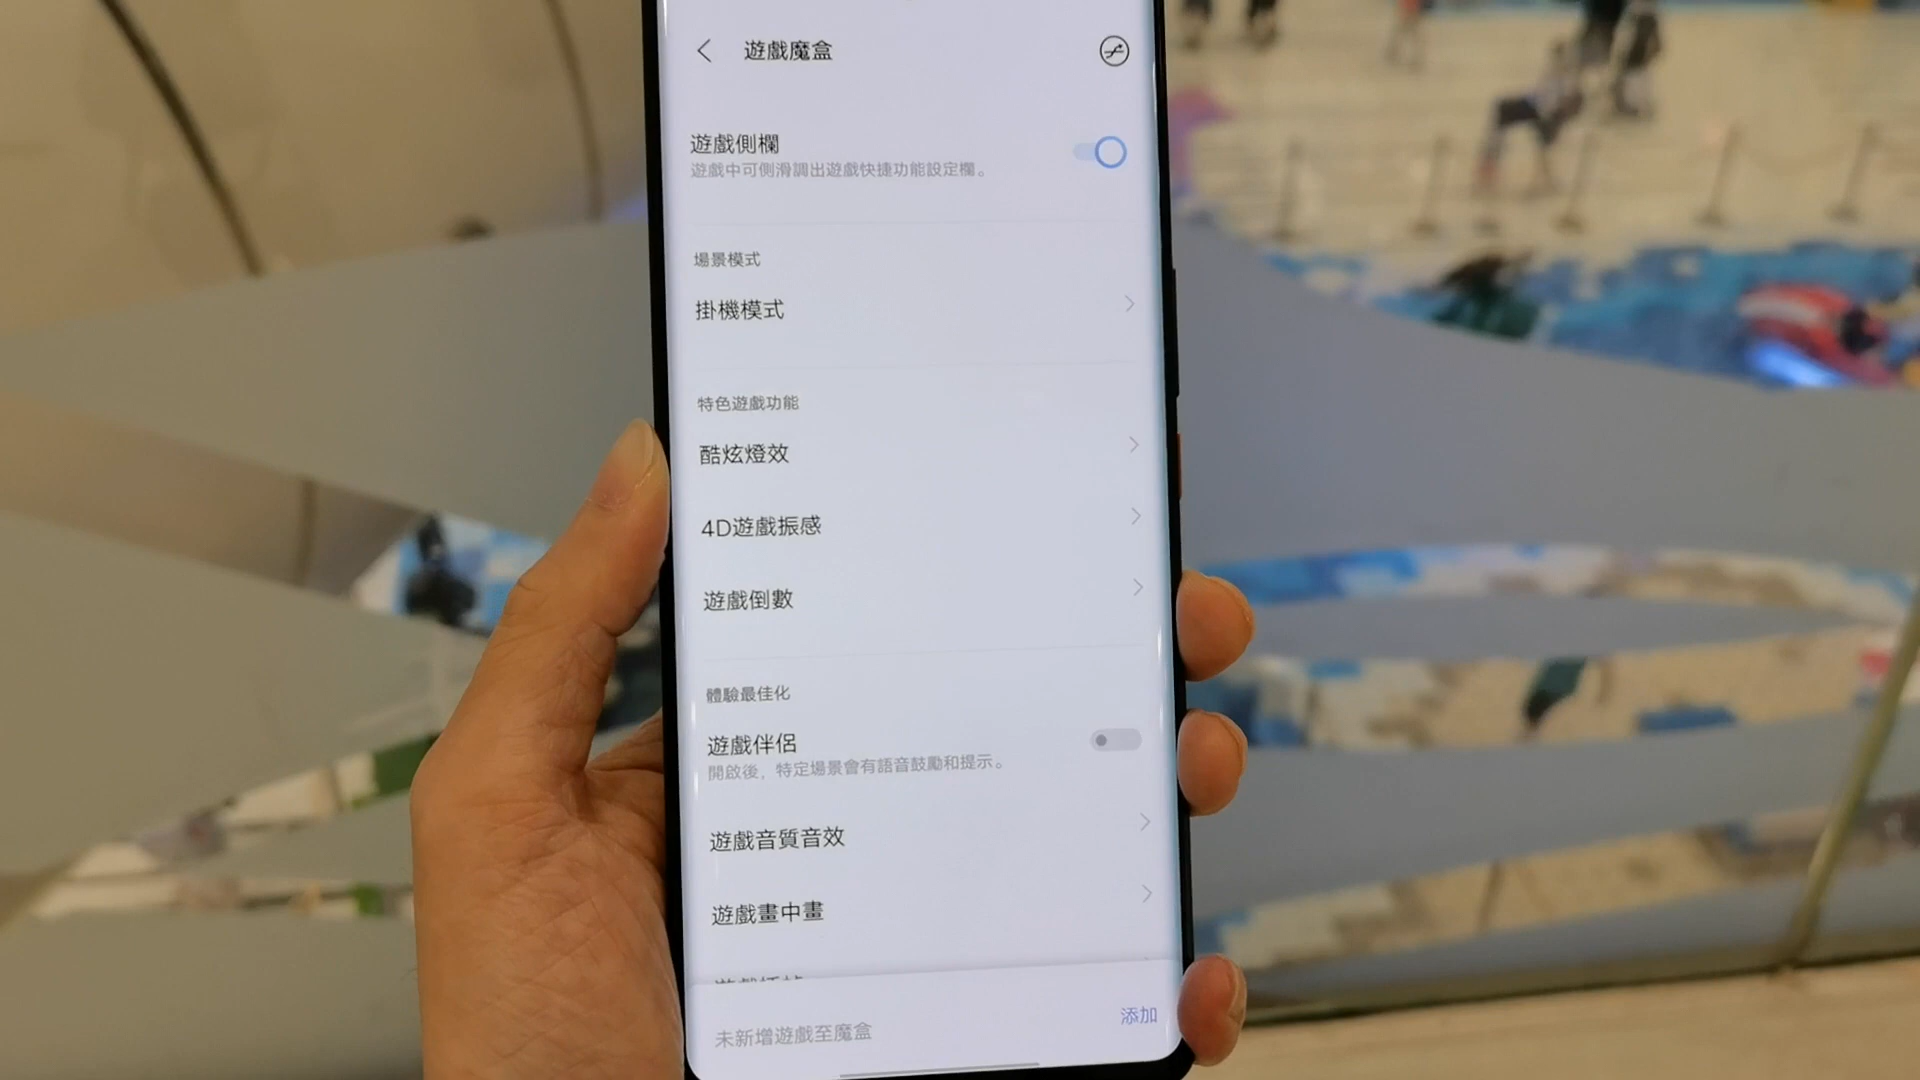 遊戲魔盒
遊戲側欄
遊戲中可側滑調出遊戲快捷功能設定欄。
場景模式
掛機模式
特色遊戲功能
酷炫燈效
4D遊戲振感
遊戲倒數
體驗最佳化
遊戲伴侶
開啟後，特定場景會有語音鼓勵和提示。
遊戲音質音效
遊戲畫中畫
未新增遊戲至魔盒
添加